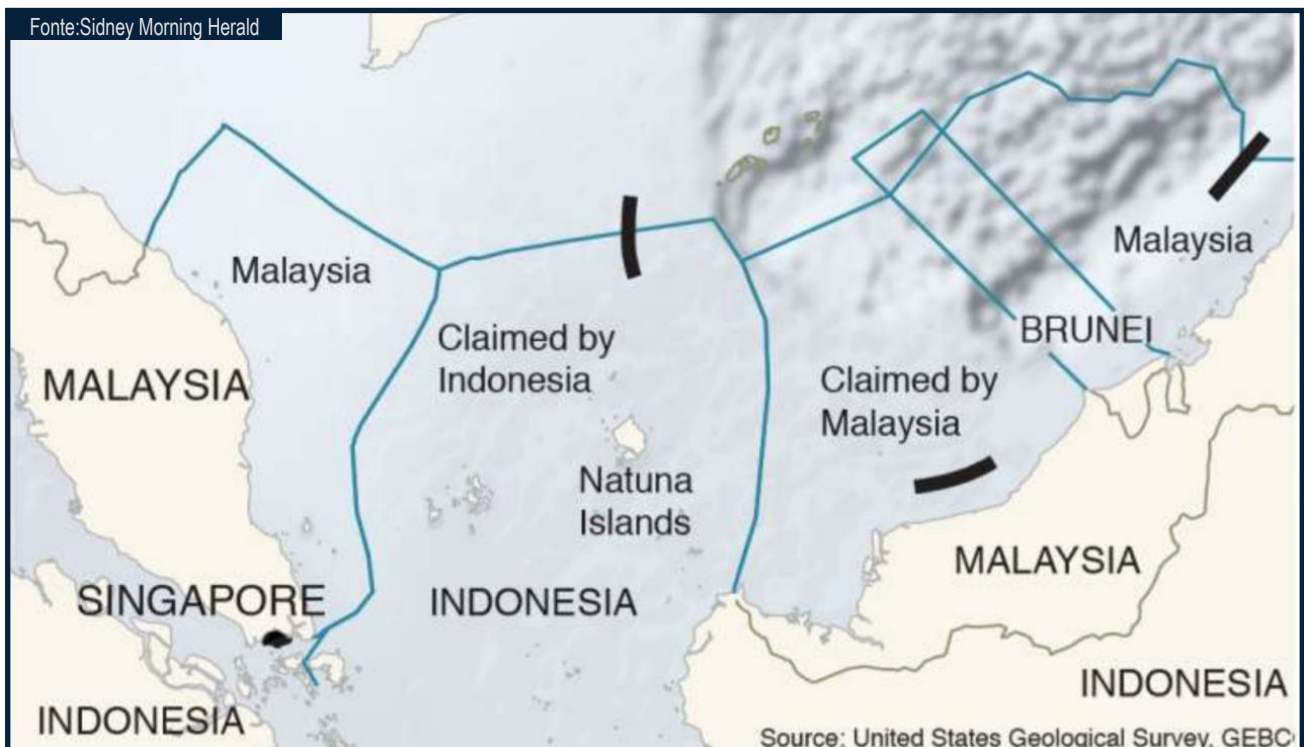 Fonte:Sidney Morning Herald
Malaysia
Malaysia
BRUNEI
Claimed by
Indonesia
MALAYSIA
Claimed by
Malaysia
Natuna
Islands
MALAYSIA
SINGAPORE
INDONESIA
INDONESIA
INDONESIA
Source: United States Geological Survey, GEBC